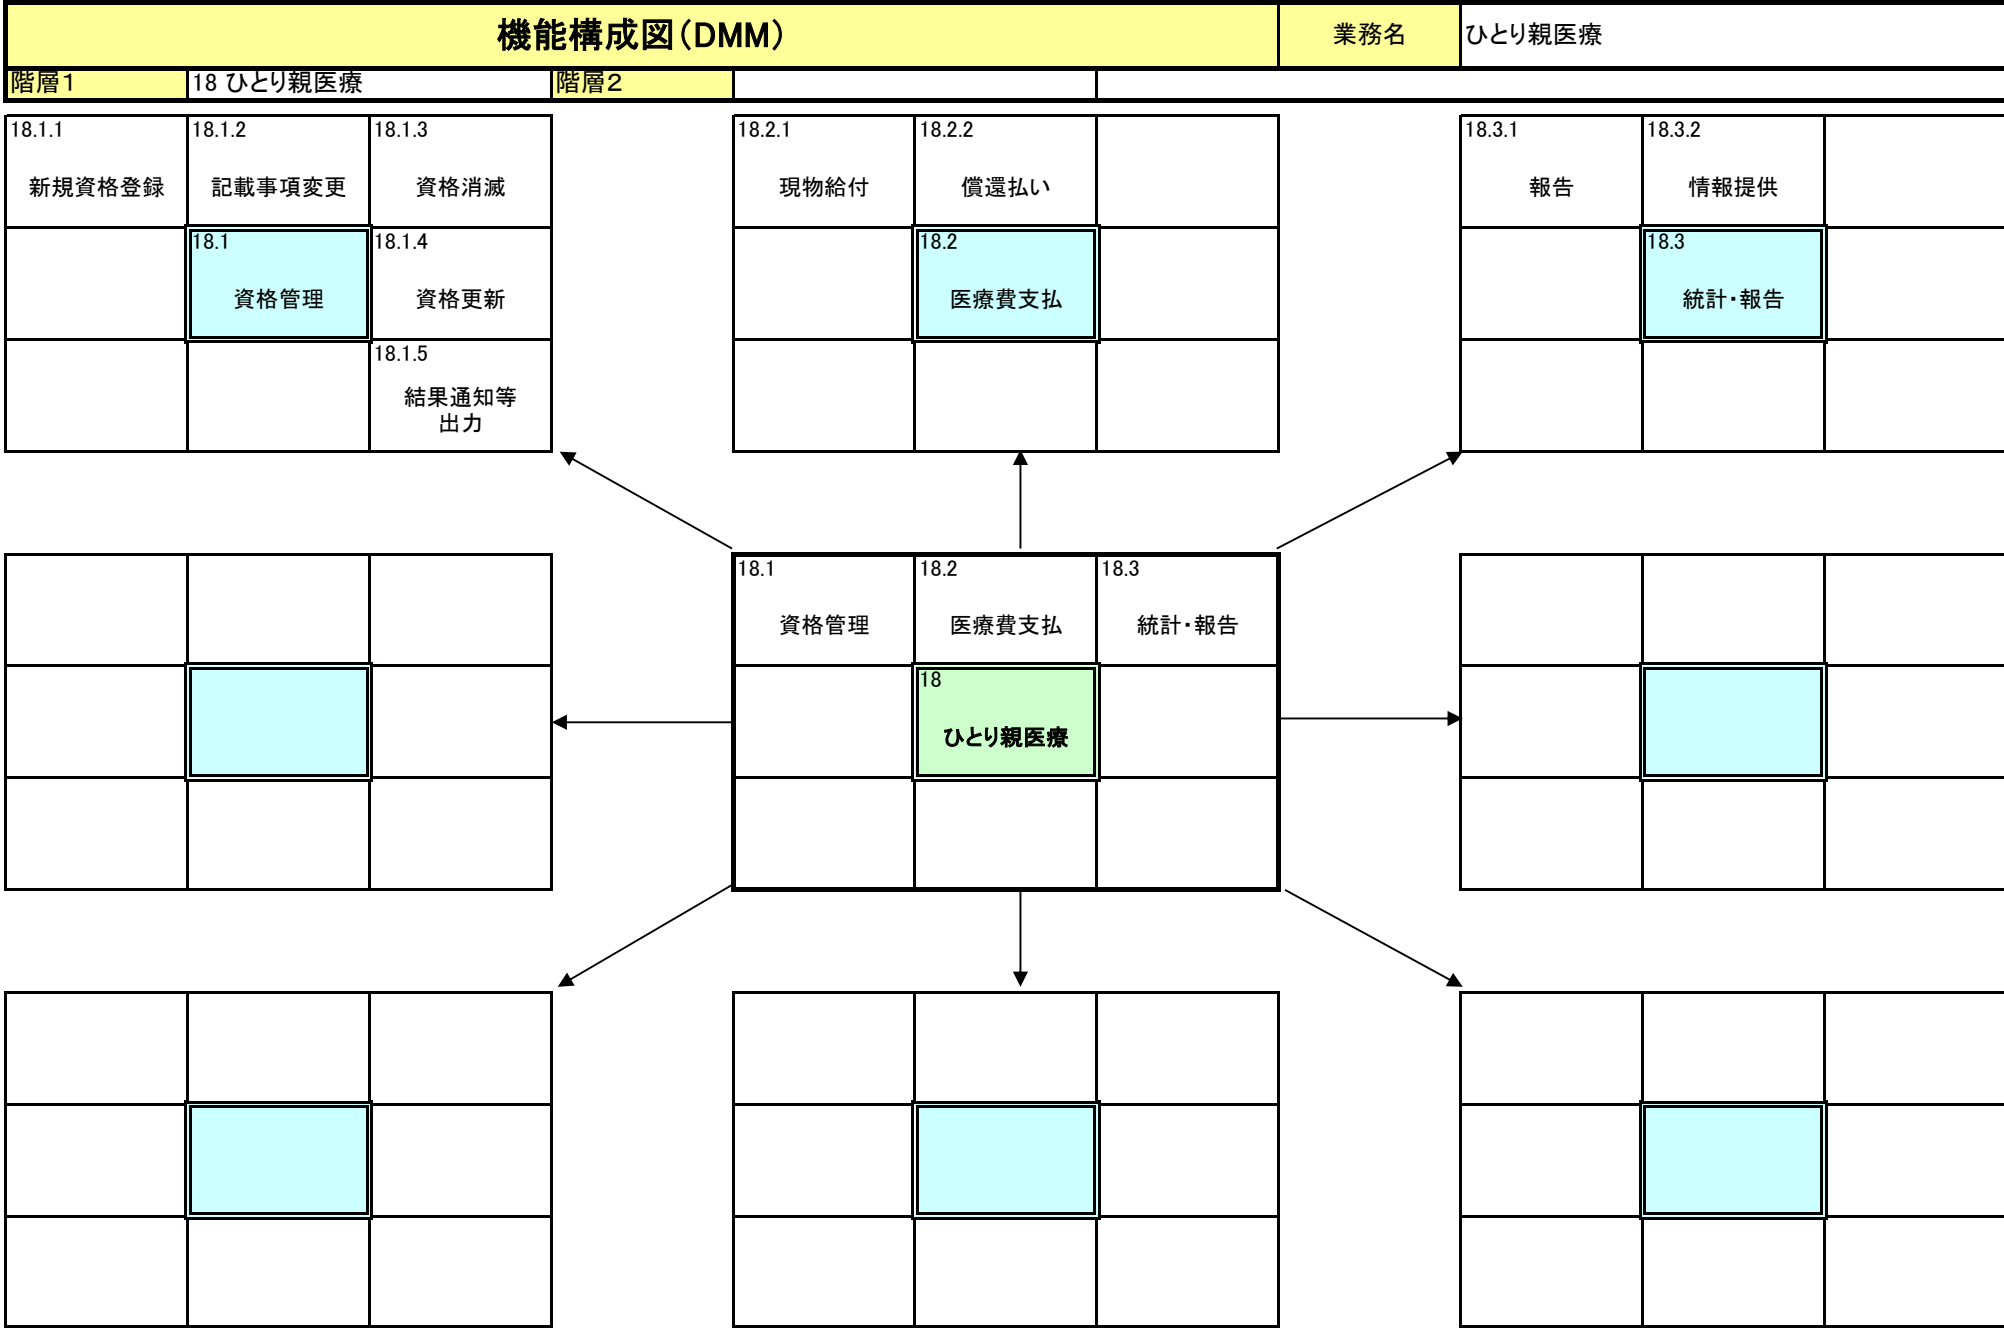 機能構成図(DMM)
業務名
ひとり親医療
階層1
18 ひとり親医療
階層2
18.1.1
新規資格登録
18.1.2
記載事項変更
18.1.3
資格消滅
18.1
資格管理
18.1.4
資格更新
18.1.5
結果通知等
出力
18.2.1
現物給付
18.2.2
償還払い
18.2
医療費支払
18.3.1
報告
18.3.2
情報提供
18.3
統計・報告
18.1
資格管理
18.2
医療費支払
18.3
統計・報告
18
ひとり親医療